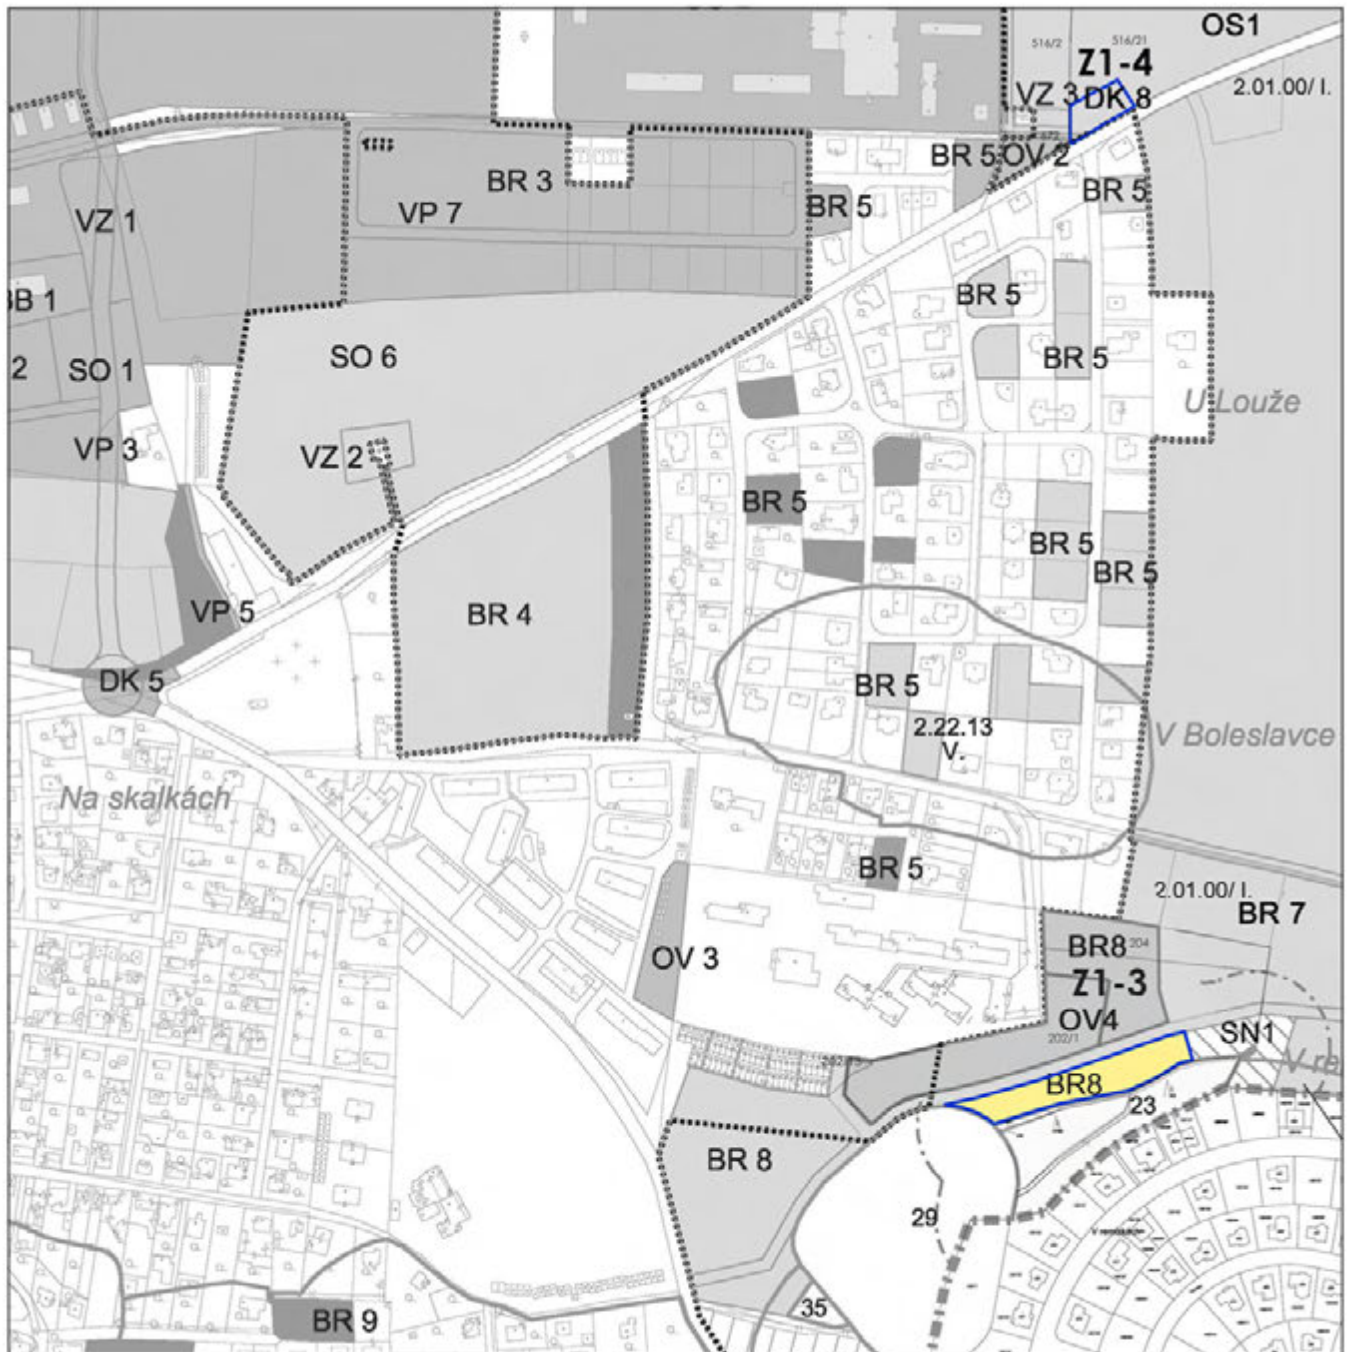 OS1
516/2
516/21
Z1-4
2.01.00/ I.
VZ 3
DK 8
BR 5
OV 2
BR 3
VP 7
BR 5
BR 5
VZ 1
BR 5
BB 1
SO 6
BR 5
2
SO 1
U Louže
VP 3
VZ 2
BR 5
BR 5
BR 5
VP 5
BR 4
DK 5
BR 5
2.22.13
V.
V Boleslavce
Na skalkách
BR 5
2.01.00/ I.
BR 7
BR8
204
OV 3
Z1-3
OV4
202/1
SN1
V re
BR8
23
BR 8
29
35
BR 9